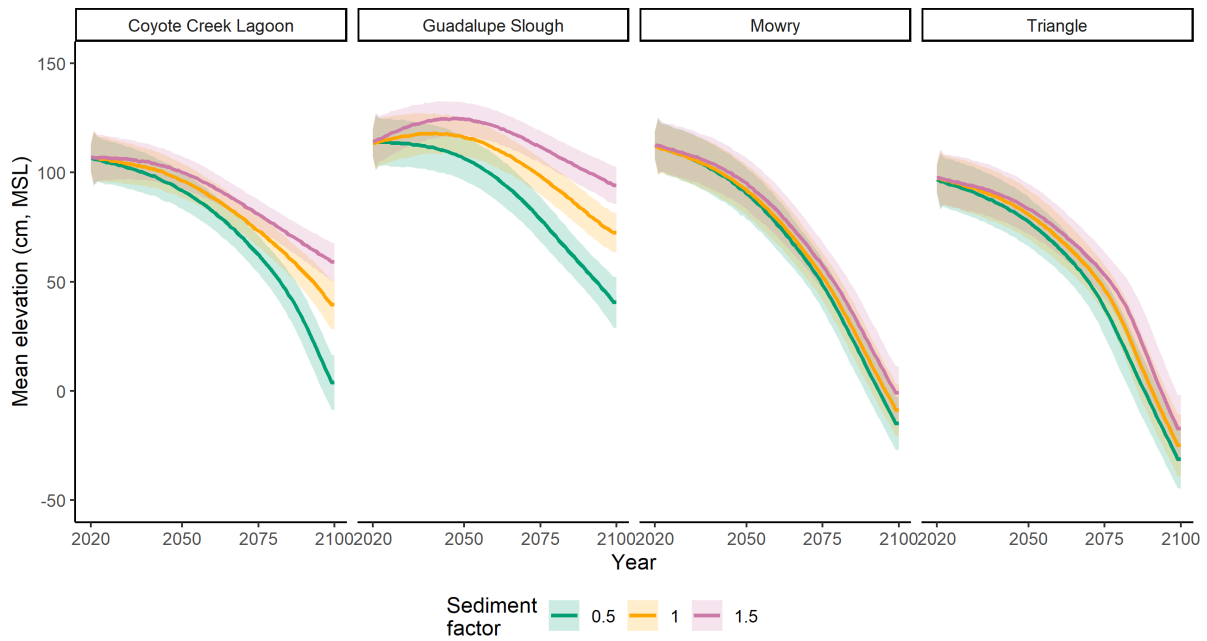 Coyote Creek Lagoon Guadalupe Slough Mowry Triangle
150
100
50
0
-50
Mean elevation (cm, MSL)
2020 2050 2075 2100 2020 2050 2075 2100 2020 2050 2075 2100 2020 2050 2075 2100
Year
Sediment
factor
0.5 1 1.5